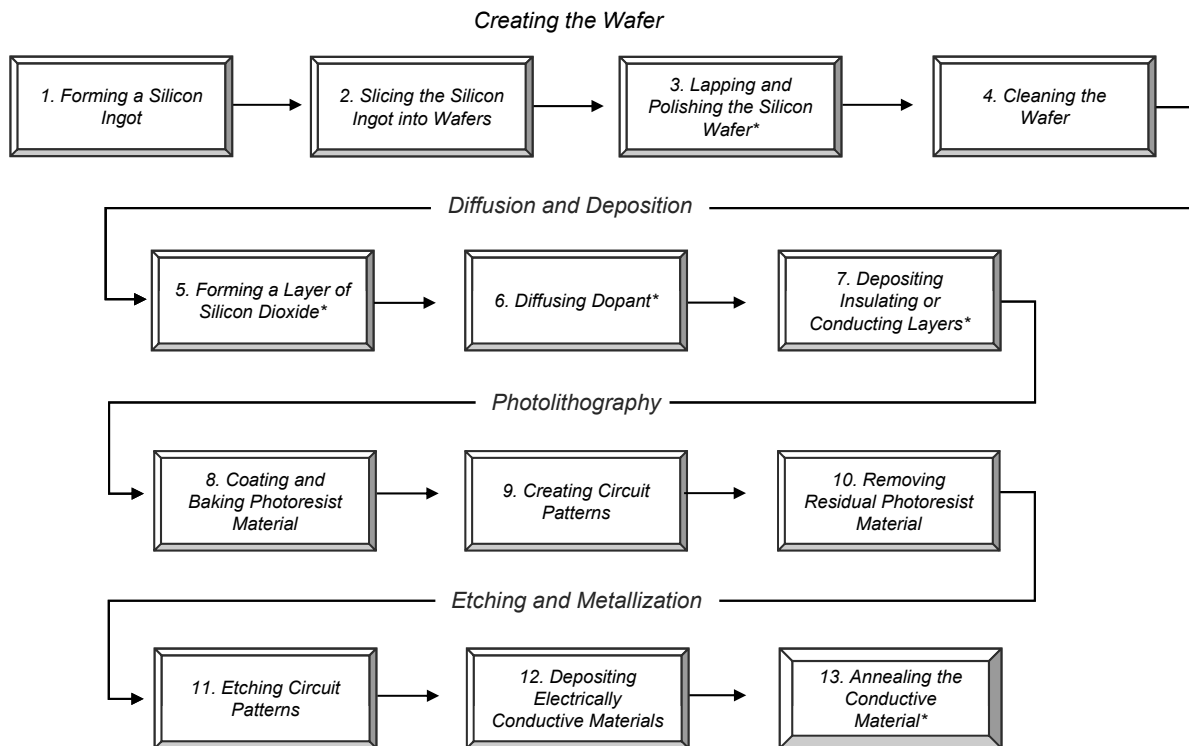 Creating the Wafer
1. Forming a Silicon
Ingot
2. Slicing the Silicon
Ingot into Wafers
3. Lapping and
Polishing the Silicon
Wafer*
4. Cleaning the
Wafer
Diffusion and Deposition
5. Forming a Layer of
Silicon Dioxide*
6. Diffusing Dopant*
7. Depositing
Insulating or
Conducting Layers*
Photolithography
8. Coating and
Baking Photoresist
Material
9. Creating Circuit
Patterns
10. Removing
Residual Photoresist
Material
Etching and Metallization
11. Etching Circuit
Patterns
12. Depositing
Electrically
Conductive Materials
13. Annealing the
Conductive
Material*